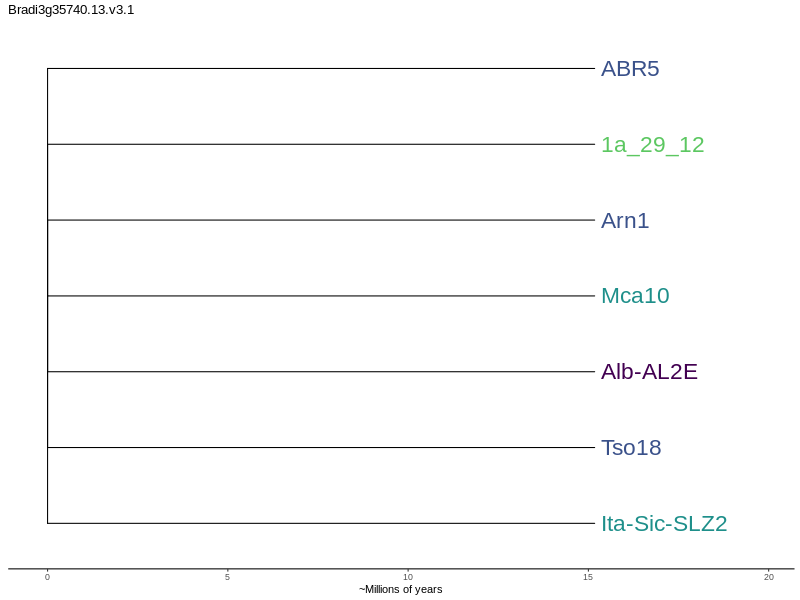 Bradi3g35740.13.v3.1
ABR5
1a_29_12
Arn1
Mca10
Alb-AL2E
Tso18
Ita-Sic-SLZ2
0 5 10 15 20
~Millions of years